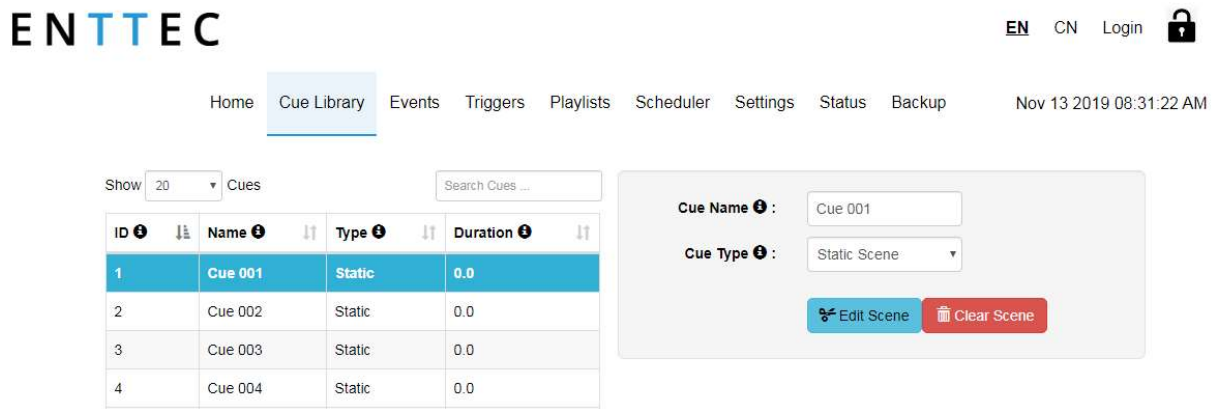 ENTTEC
EN CN Login
Home Cue Library Events Triggers Playlists Scheduler Settings Status Backup Nov 13 2019 08:31:22 AM
Show 20 Cues Search Cues ...
ID Name Type Duration
1 Cue 001 Static 0.0
2 Cue 002 Static 0.0
3 Cue 003 Static 0.0
4 Cue 004 Static 0.0
Cue Name : Cue 001
Cue Type : Static Scene
Edit Scene Clear Scene